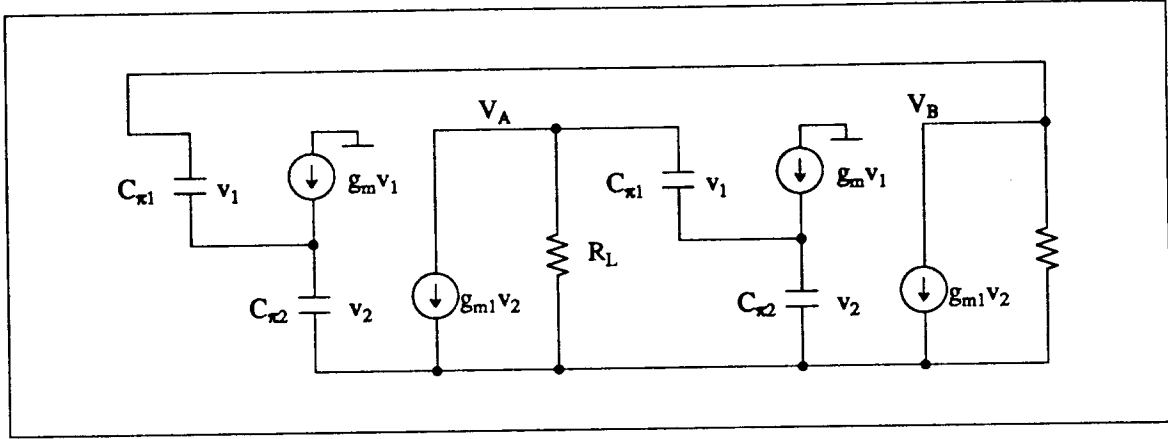 V_A
V_B
C_π1 v_1
g_m v_1
C_π1 v_1
g_m v_1
R_L
C_π2 v_2
g_m1 v_2
C_π2 v_2
g_m1 v_2